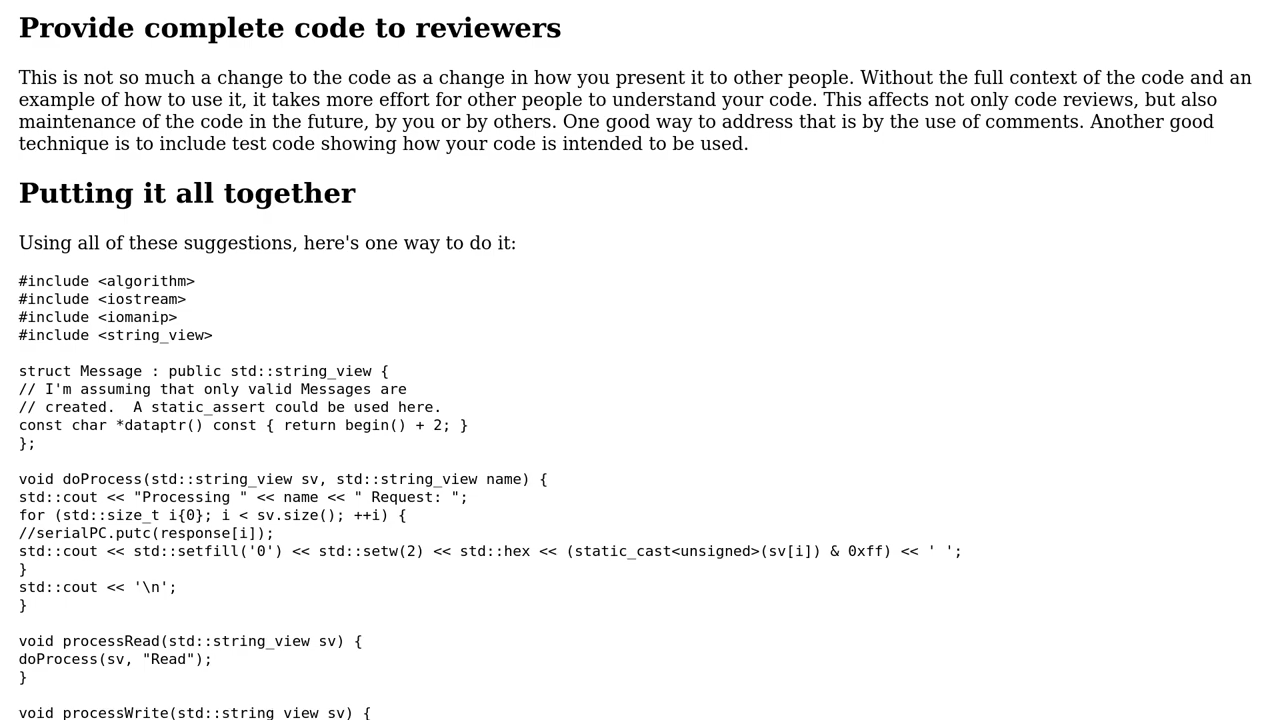 Provide complete code to reviewers
This is not so much a change to the code as a change in how you present it to other people. Without the full context of the code and an
example of how to use it, it takes more effort for other people to understand your code. This affects not only code reviews, but also
maintenance of the code in the future, by you or by others. One good way to address that is by the use of comments. Another good
technique is to include test code showing how your code is intended to be used.
Putting it all together
Using all of these suggestions, here's one way to do it:
#include <algorithm>
#include <iostream>
#include <iomanip>
#include <string_view>
struct Message : public std::string_view {
// I'm assuming that only valid Messages are
// created.  A static_assert could be used here.
const char *dataptr() const { return begin() + 2; }
};
void doProcess(std::string_view sv, std::string_view name) {
std::cout << "Processing " << name << " Request: ";
for (std::size_t i{0}; i < sv.size(); ++i) {
//serialPC.putc(response[i]);
std::cout << std::setfill('0') << std::setw(2) << std::hex << (static_cast<unsigned>(sv[i]) & 0xff) << ' ';
}
std::cout << '\n';
}
void processRead(std::string_view sv) {
doProcess(sv, "Read");
}
void processWrite(std::string_view sv) {